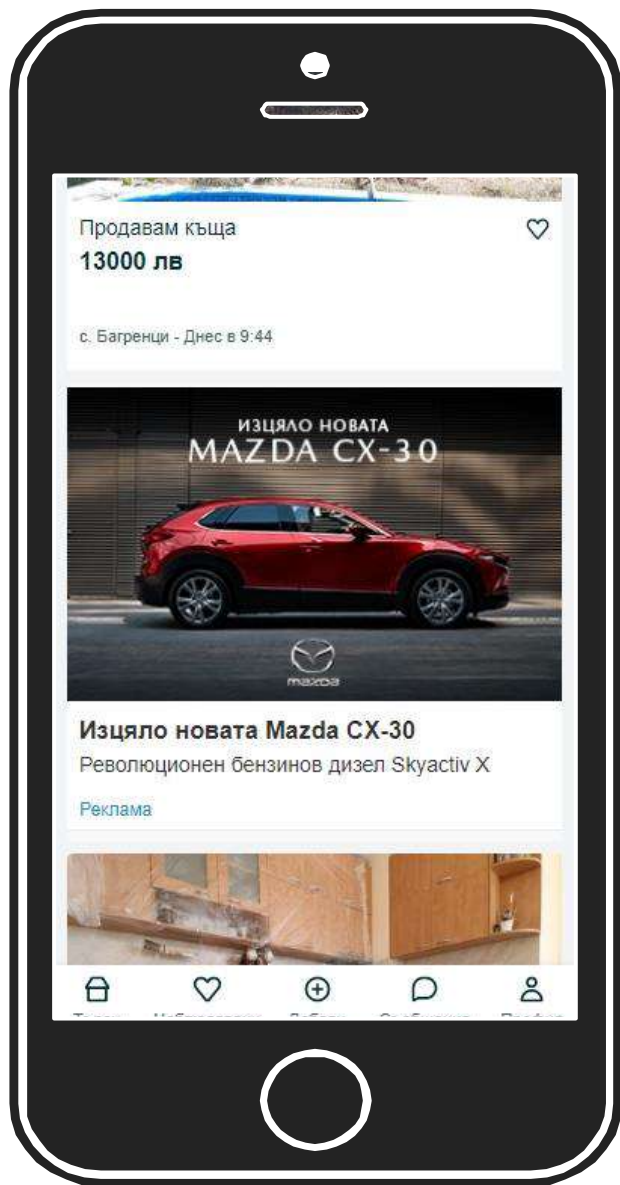 Продавам къща
13000 лв
с. Багренци - Днес в 9:44
ИЗЦЯЛО НОВАТА
MAZDA CX-30
mazda
Изцяло новата Mazda CX-30
Революционен бензинов дизел Skyactiv X
Реклама